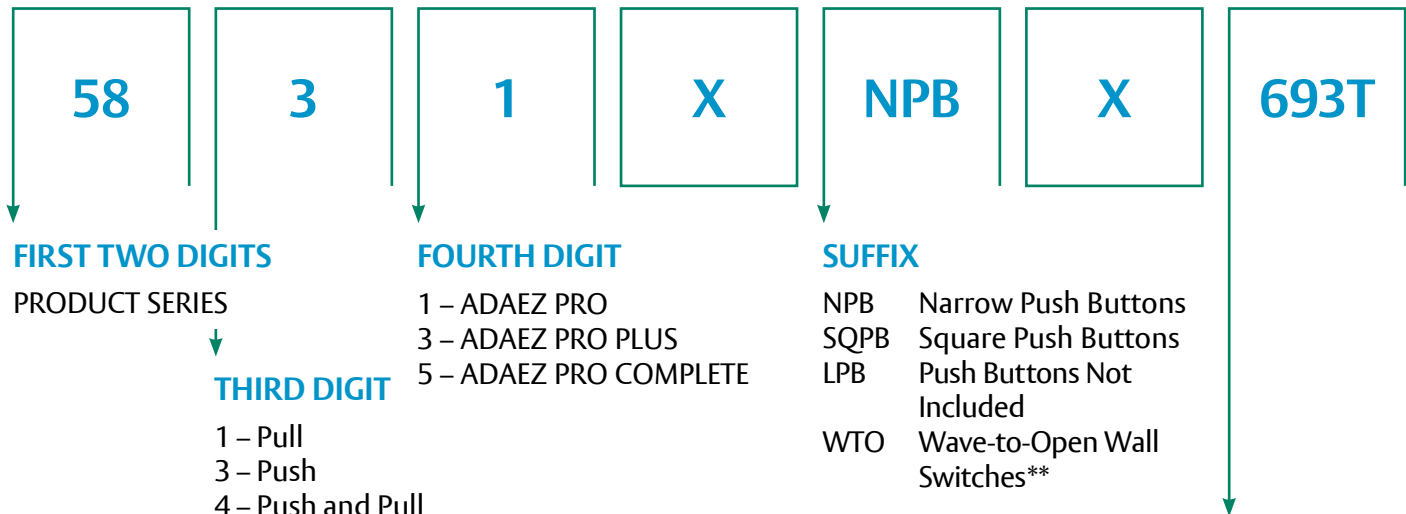 58 3 1 X NPB X 693T
FIRST TWO DIGITS
PRODUCT SERIES
THIRD DIGIT
1 – Pull
3 – Push
4 – Push and Pull
FOURTH DIGIT
1 – ADAEZ PRO
3 – ADAEZ PRO PLUS
5 – ADAEZ PRO COMPLETE
SUFFIX
NPB Narrow Push Buttons
SQPB Square Push Buttons
LPB Push Buttons Not
Included
WTO Wave-to-Open Wall
Switches**